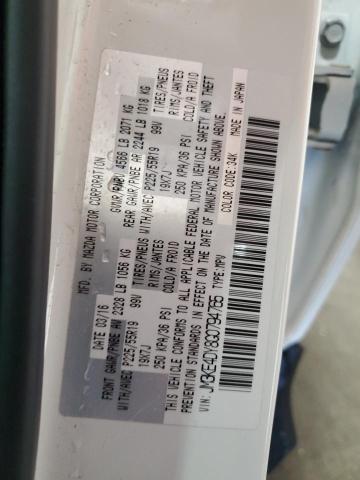 MFD. BY MAZDA MOTOR CORPORATION
DATE 03/16 GVWR/PNBV 4566 LB 2071 KG
FRONT GAWR/PNBE AV 2328 LB 1056 KG REAR GAWR/PNBE AR 2244 LB 1018 KG
WITH/AVEC P225/55R19 99V TIRES/PNEUS WITH/AVEC P225/55R19 99V TIRES/PNEUS
19X7J RIMS/JANTES 19X7J RIMS/JANTES
250 KPA/36 PSI COLD/A FROID 250 KPA/36 PSI COLD/A FROID
THIS VEHICLE CONFORMS TO ALL APPLICABLE FEDERAL MOTOR VEHICLE SAFETY AND THEFT
PREVENTION STANDARDS IN EFFECT ON THE DATE OF MANUFACTURE SHOWN ABOVE.
TYPE:MPV COLOR CODE:34K MADE IN JAPAN
VIN: